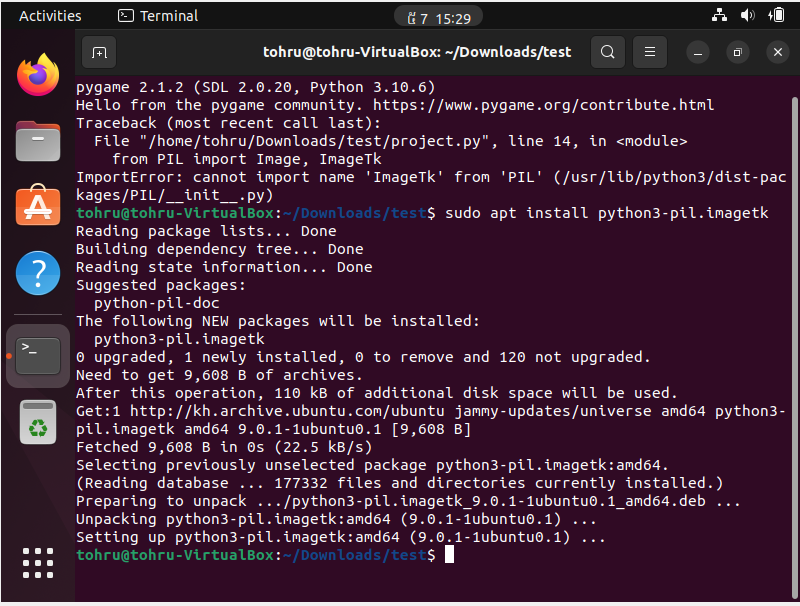 Activities
Terminal
មីនា 7 15:29
tohru@tohru-VirtualBox: ~/Downloads/test
pygame 2.1.2 (SDL 2.0.20, Python 3.10.6)
Hello from the pygame community. https://www.pygame.org/contribute.html
Traceback (most recent call last):
  File "/home/tohru/Downloads/test/project.py", line 14, in <module>
    from PIL import Image, ImageTk
ImportError: cannot import name 'ImageTk' from 'PIL' (/usr/lib/python3/dist-pac
kages/PIL/__init__.py)
tohru@tohru-VirtualBox:~/Downloads/test$ sudo apt install python3-pil.imagetk
Reading package lists... Done
Building dependency tree... Done
Reading state information... Done
Suggested packages:
  python-pil-doc
The following NEW packages will be installed:
  python3-pil.imagetk
0 upgraded, 1 newly installed, 0 to remove and 120 not upgraded.
Need to get 9,608 B of archives.
After this operation, 110 kB of additional disk space will be used.
Get:1 http://kh.archive.ubuntu.com/ubuntu jammy-updates/universe amd64 python3-
pil.imagetk amd64 9.0.1-1ubuntu0.1 [9,608 B]
Fetched 9,608 B in 0s (22.5 kB/s)
Selecting previously unselected package python3-pil.imagetk:amd64.
(Reading database ... 177332 files and directories currently installed.)
Preparing to unpack .../python3-pil.imagetk_9.0.1-1ubuntu0.1_amd64.deb ...
Unpacking python3-pil.imagetk:amd64 (9.0.1-1ubuntu0.1) ...
Setting up python3-pil.imagetk:amd64 (9.0.1-1ubuntu0.1) ...
tohru@tohru-VirtualBox:~/Downloads/test$